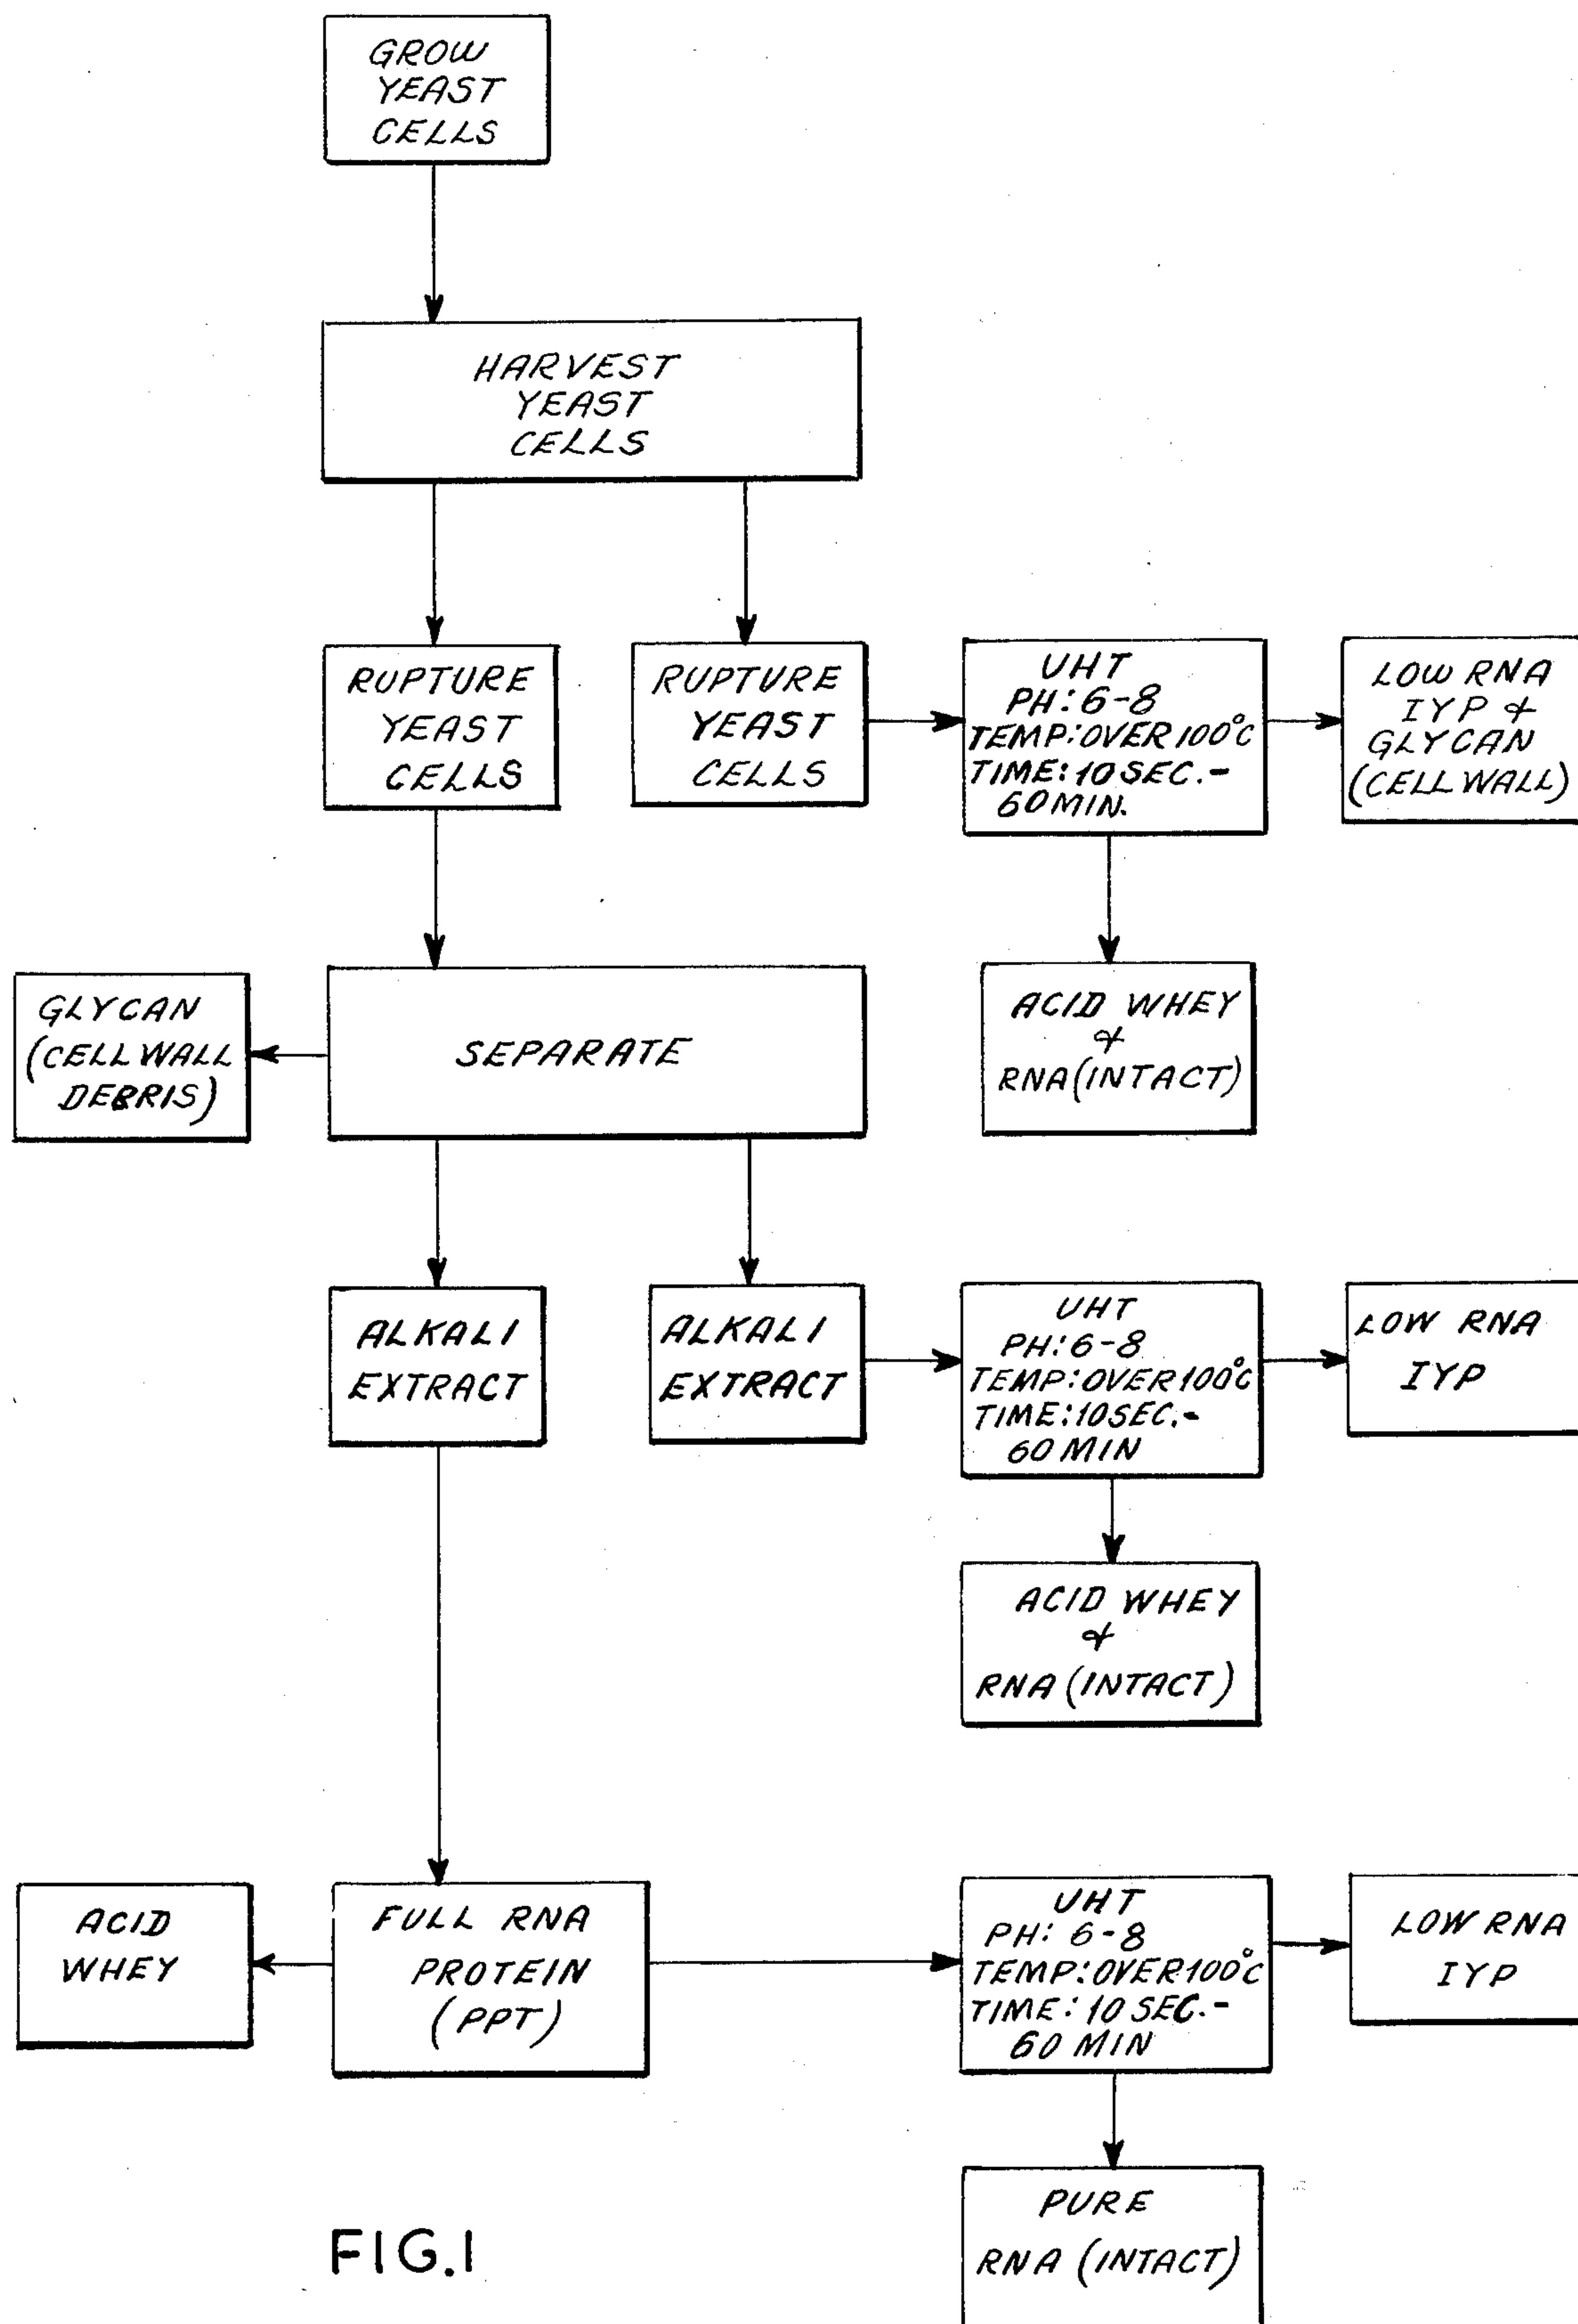 GROW
YEAST
CELLS
HARVEST
YEAST
CELLS
RUPTURE
YEAST
CELLS
RUPTURE
YEAST
CELLS
UHT
PH: 6-8
TEMP: OVER 100°C
TIME: 10 SEC.-
60 MIN.
LOW RNA
IYP &
GLYCAN
(CELL WALL)
ACID WHEY
&
RNA (INTACT)
GLYCAN
(CELL WALL
DEBRIS)
SEPARATE
ALKALI
EXTRACT
ALKALI
EXTRACT
UHT
PH: 6-8
TEMP: OVER 100°C
TIME: 10 SEC.-
60 MIN
LOW RNA
IYP
ACID WHEY
&
RNA (INTACT)
ACID
WHEY
FULL RNA
PROTEIN
(PPT)
UHT
PH: 6-8
TEMP: OVER 100°C
TIME: 10 SEC.-
60 MIN
LOW RNA
IYP
PURE
RNA (INTACT)
FIG.1